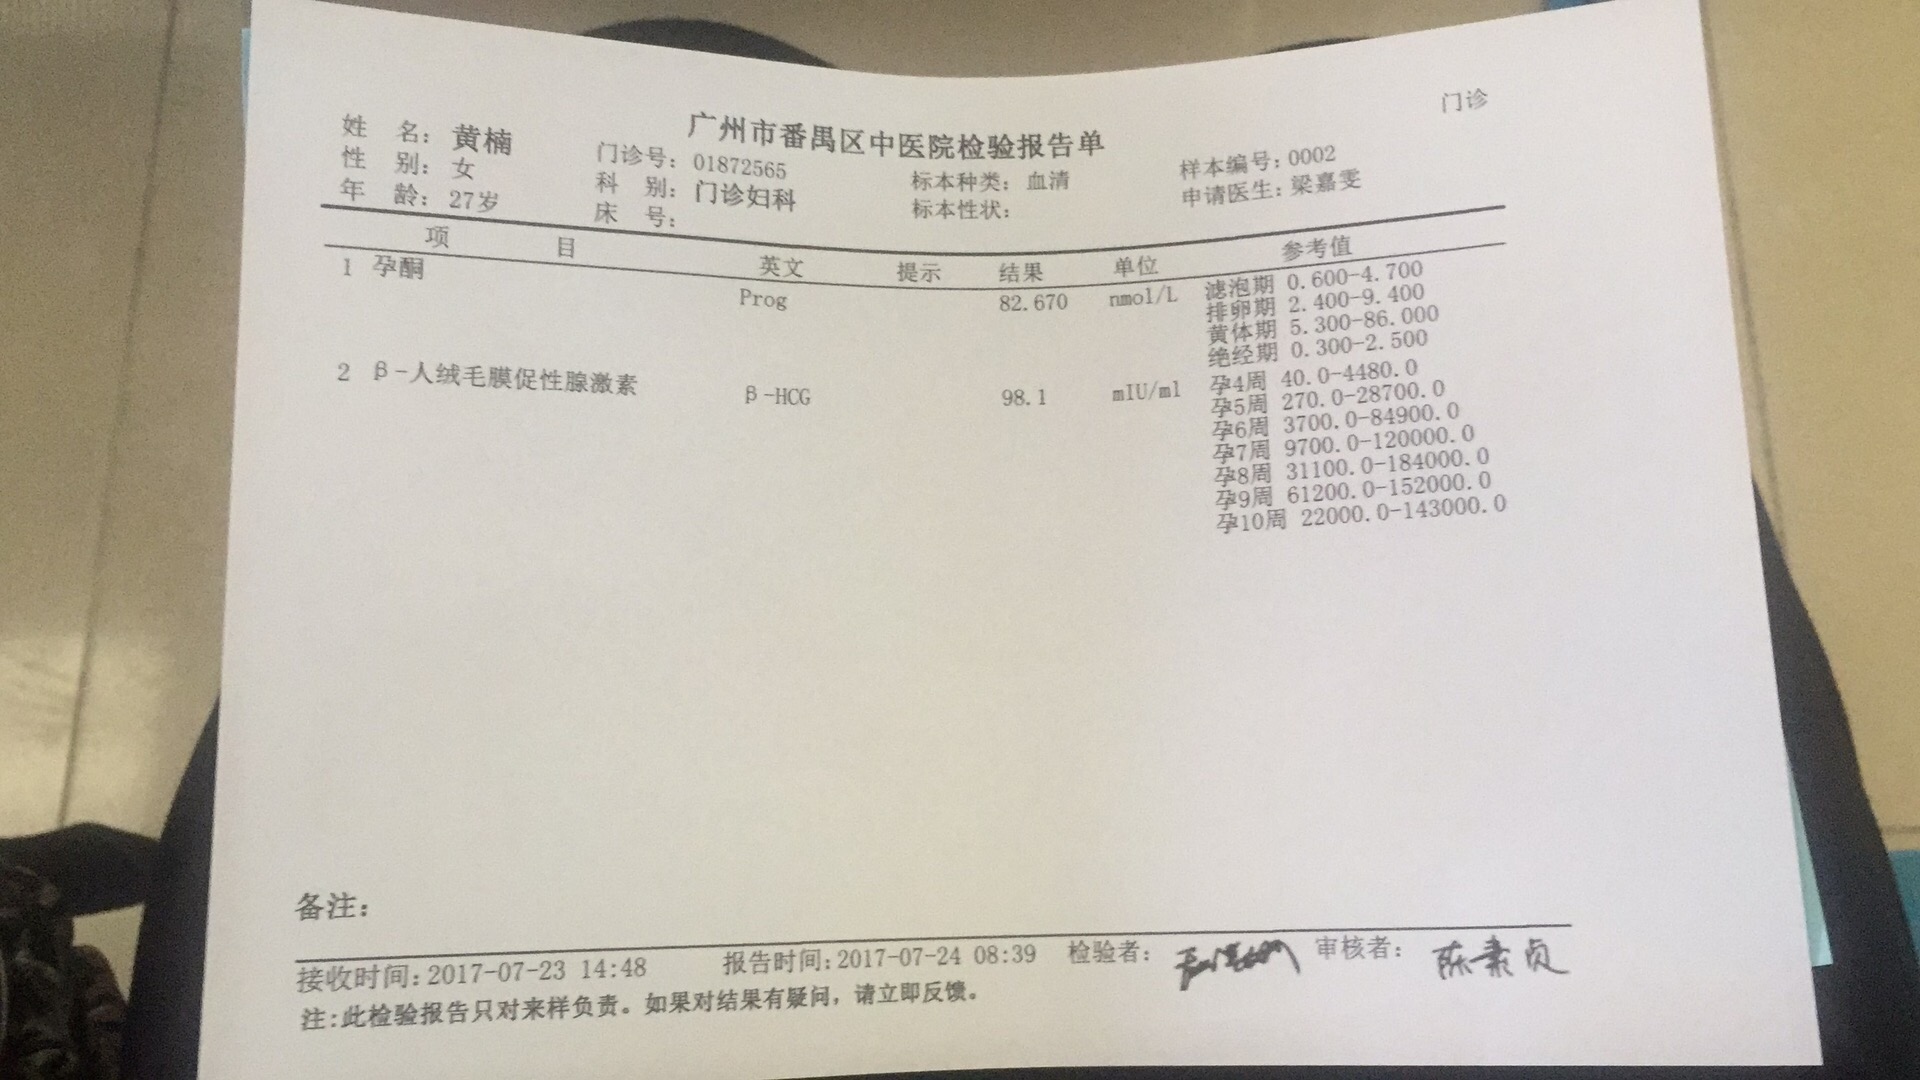 门诊
广州市番禺区中医院检验报告单
姓 名：黄楠 门诊号：01872565 标本种类：血清 样本编号：0002
性 别：女 科 别：门诊妇科 标本性状： 申请医生：梁嘉雯
年 龄：27岁 床 号：
项 目 英文 提示 结果 单位 参考值
1 孕酮 Prog 82.670 nmol/L 滤泡期 0.600-4.700
排卵期 2.400-9.400
黄体期 5.300-86.000
绝经期 0.300-2.500
2 β-人绒毛膜促性腺激素 β-HCG 98.1 mIU/ml 孕4周 40.0-4480.0
孕5周 270.0-28700.0
孕6周 3700.0-84900.0
孕7周 9700.0-120000.0
孕8周 31100.0-184000.0
孕9周 61200.0-152000.0
孕10周 22000.0-143000.0
备注：
接收时间：2017-07-23 14:48 报告时间：2017-07-24 08:39 检验者： 审核者：陈素贞
注：此检验报告只对来样负责。如果对结果有疑问，请立即反馈。